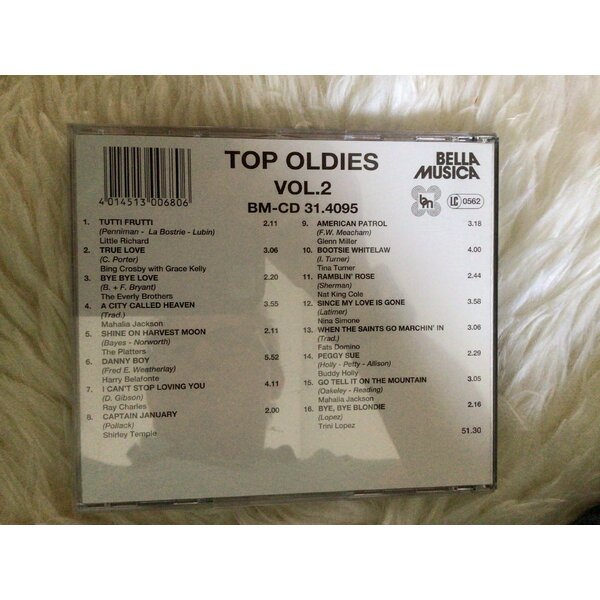 TOP OLDIES
VOL.2
BM-CD 31.4095
4 014513 006806
BELLA
MUSICA
bm
LC 0562
1. TUTTI FRUTTI 2.11
(Penniman - La Bostrie - Lubin)
Little Richard
2. TRUE LOVE 3.06
(C. Porter)
Bing Crosby with Grace Kelly
3. BYE BYE LOVE 2.20
(B. + F. Bryant)
The Everly Brothers
4. A CITY CALLED HEAVEN 3.55
(Trad.)
Mahalia Jackson
5. SHINE ON HARVEST MOON 2.11
(Bayes - Norworth)
The Platters
6. DANNY BOY 5.52
(Fred E. Weatherlay)
Harry Belafonte
7. I CAN'T STOP LOVING YOU 4.11
(D. Gibson)
Ray Charles
8. CAPTAIN JANUARY 2.00
(Pollack)
Shirley Temple
9. AMERICAN PATROL 3.18
(F.W. Meacham)
Glenn Miller
10. BOOTSIE WHITELAW 4.00
(I. Turner)
Tina Turner
11. RAMBLIN' ROSE 2.44
(Sherman)
Nat King Cole
12. SINCE MY LOVE IS GONE 3.58
(Latimer)
Nina Simone
13. WHEN THE SAINTS GO MARCHIN' IN 3.06
(Trad.)
Fats Domino
14. PEGGY SUE 2.29
(Holly - Petty - Allison)
Buddy Holly
15. GO TELL IT ON THE MOUNTAIN 3.05
(Oakeley - Reading)
Mahalia Jackson
16. BYE, BYE BLONDIE 2.16
(Lopez)
Trini Lopez
51.30